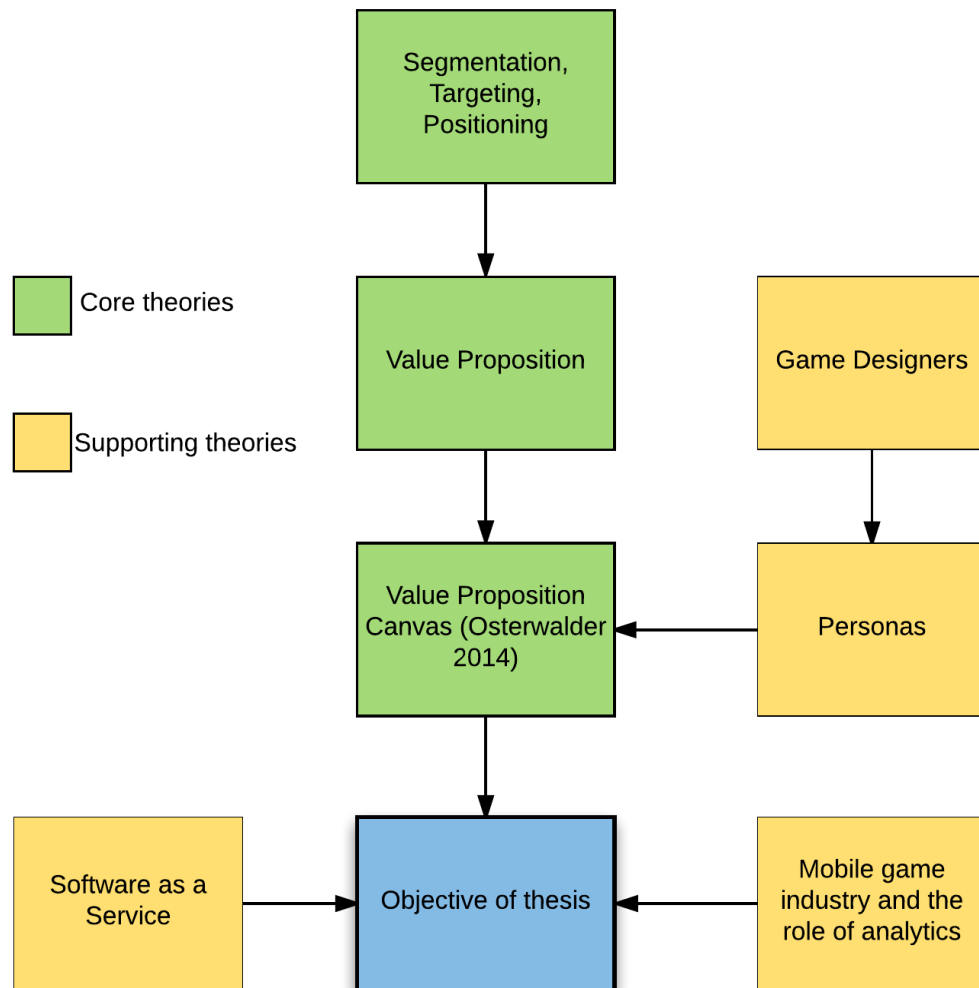 Segmentation,
Targeting,
Positioning
Core theories
Value Proposition
Game Designers
Supporting theories
Value Proposition
Canvas (Osterwalder
2014)
Personas
Software as a
Service
Objective of thesis
Mobile game
industry and the
role of analytics